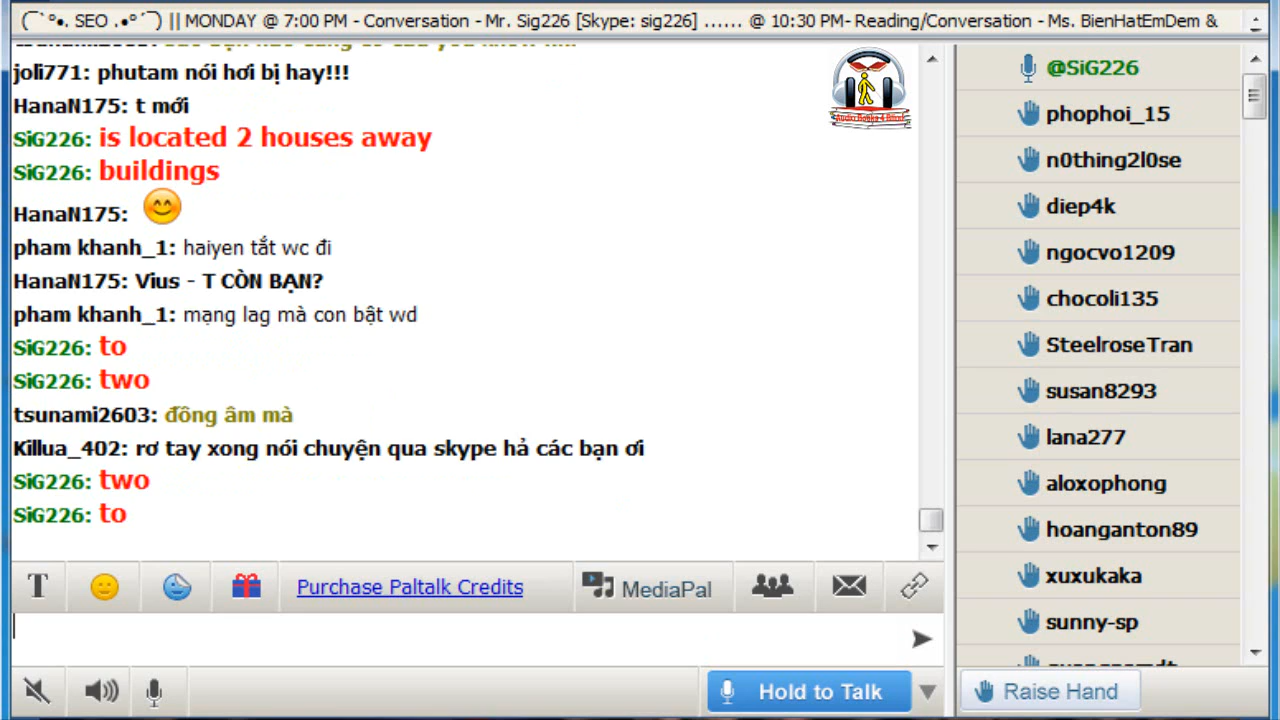 (¯`°•. SEO .•°´¯) || MONDAY @ 7:00 PM - Conversation - Mr. Sig226 [Skype: sig226] ...... @ 10:30 PM- Reading/Conversation - Ms. BienHatEmDem &
joli771: phutam nói hơi bị hay!!!
HanaN175: t mới
SiG226: is located 2 houses away
SiG226: buildings
HanaN175:
pham khanh_1: haiyen tắt wc đi
HanaN175: Vius - T CÒN BẠN?
pham khanh_1: mạng lag mà con bật wd
SiG226: to
SiG226: two
tsunami2603: đồng âm mà
Killua_402: rơ tay xong nói chuyện qua skype hả các bạn ơi
SiG226: two
SiG226: to
Audio Books 4 Blind
T
Purchase Paltalk Credits
MediaPal
Hold to Talk
@SiG226
phophoi_15
n0thing2l0se
diep4k
ngocvo1209
chocoli135
SteelroseTran
susan8293
lana277
aloxophong
hoanganton89
xuxukaka
sunny-sp
Raise Hand